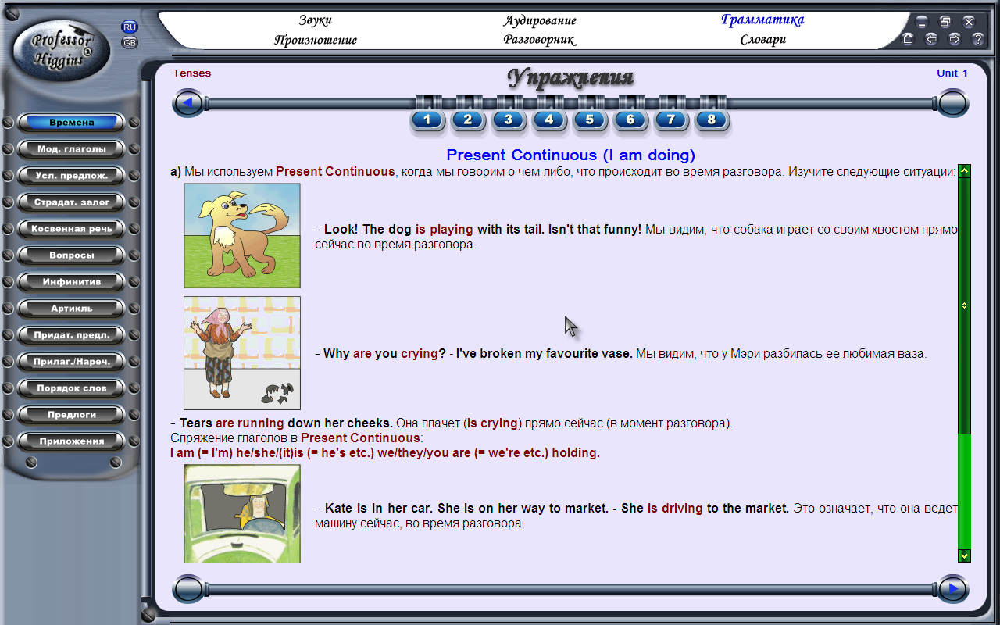 Professor
Higgins
RU
GB
Звуки
Аудирование
Грамматика
Произношение
Разговорник
Словари
?
Времена
Мод. глаголы
Усл. предлож.
Страдат. залог
Косвенная речь
Вопросы
Инфинитив
Артикль
Придат. предл.
Прилаг./Нареч.
Порядок слов
Предлоги
Приложения
Tenses
Упражнения
Unit 1
1 2 3 4 5 6 7 8
Present Continuous (I am doing)
а) Мы используем Present Continuous, когда мы говорим о чем-либо, что происходит во время разговора. Изучите следующие ситуации:
- Look! The dog is playing with its tail. Isn't that funny! Мы видим, что собака играет со своим хвостом прямо
сейчас во время разговора.
- Why are you crying? - I've broken my favourite vase. Мы видим, что у Мэри разбилась ее любимая ваза.
- Tears are running down her cheeks. Она плачет (is crying) прямо сейчас (в момент разговора).
Спряжение глаголов в Present Continuous:
I am (= I'm) he/she/(it)is (= he's etc.) we/they/you are (= we're etc.) holding.
- Kate is in her car. She is on her way to market. - She is driving to the market. Это означает, что она ведет
машину сейчас, во время разговора.